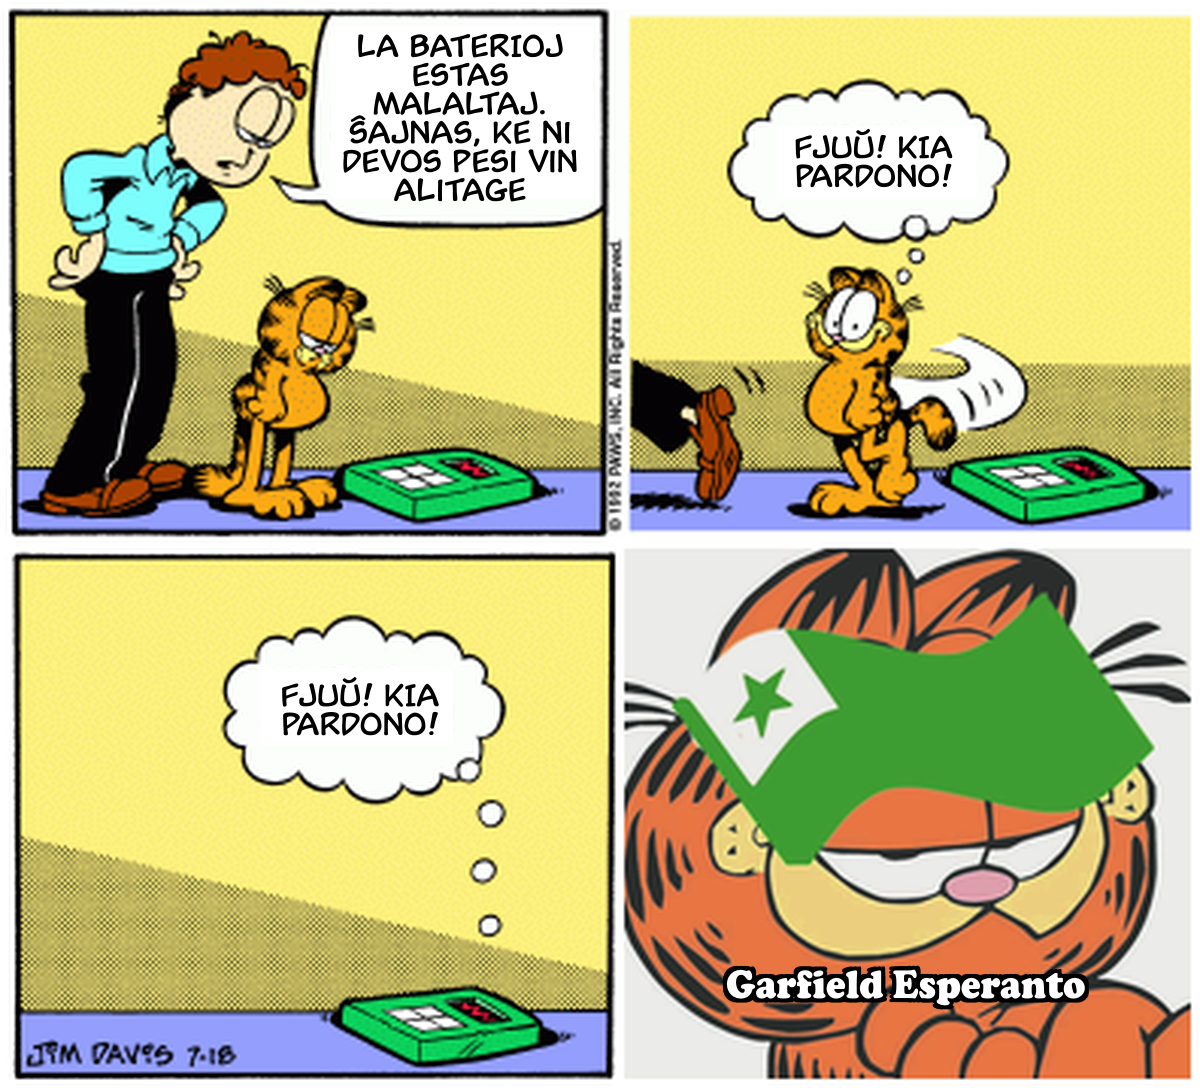 LA BATERIOJ
ESTAS
MALALTAJ.
ŜAJNAS, KE NI
DEVOS PESI VIN
ALITAGE
FJUŬ! KIA
PARDONO!
© 1992 PAWS, INC. All Rights Reserved.
FJUŬ! KIA
PARDONO!
JIM DAVIS 7-18
Garfield Esperanto